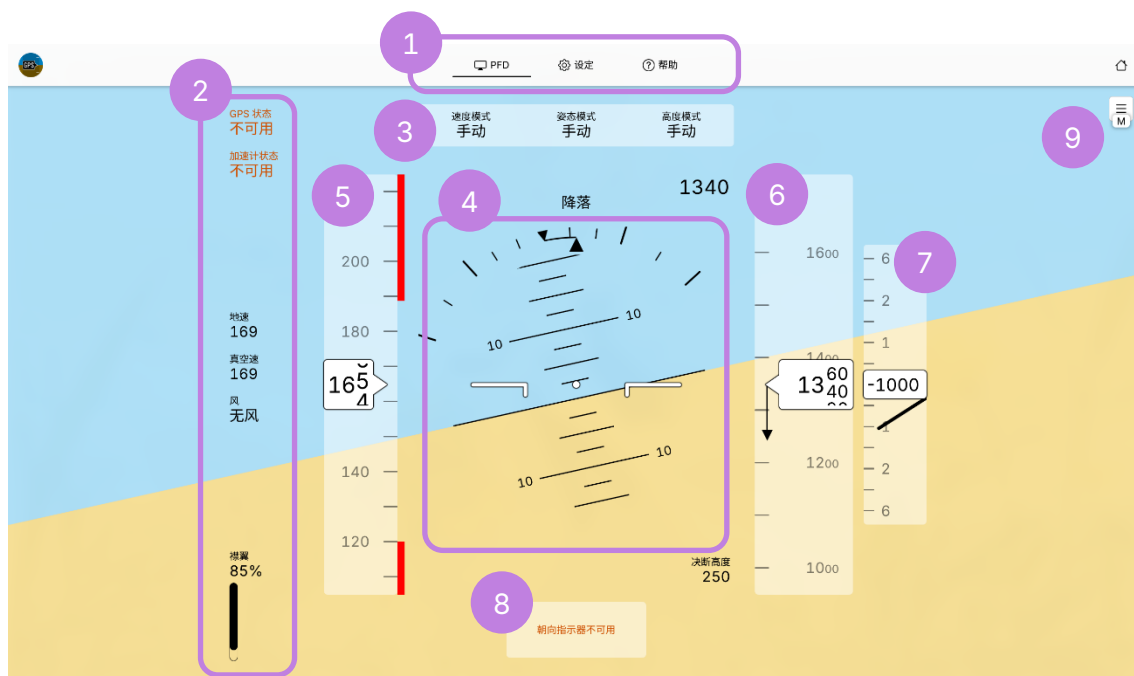 1
GPS
PFD
设定
帮助
2
GPS 状态
不可用
加速计状态
不可用
3
速度模式
手动
姿态模式
手动
高度模式
手动
9
M
5
4
降落
1340
6
7
200
180
165
4
140
120
地速
169
真空速
169
风
无风
襟翼
85%
10
10
10
10
1600
1400
13
60
40
1200
1000
6
2
1
-1000
1
2
6
决断高度
250
8
朝向指示器不可用